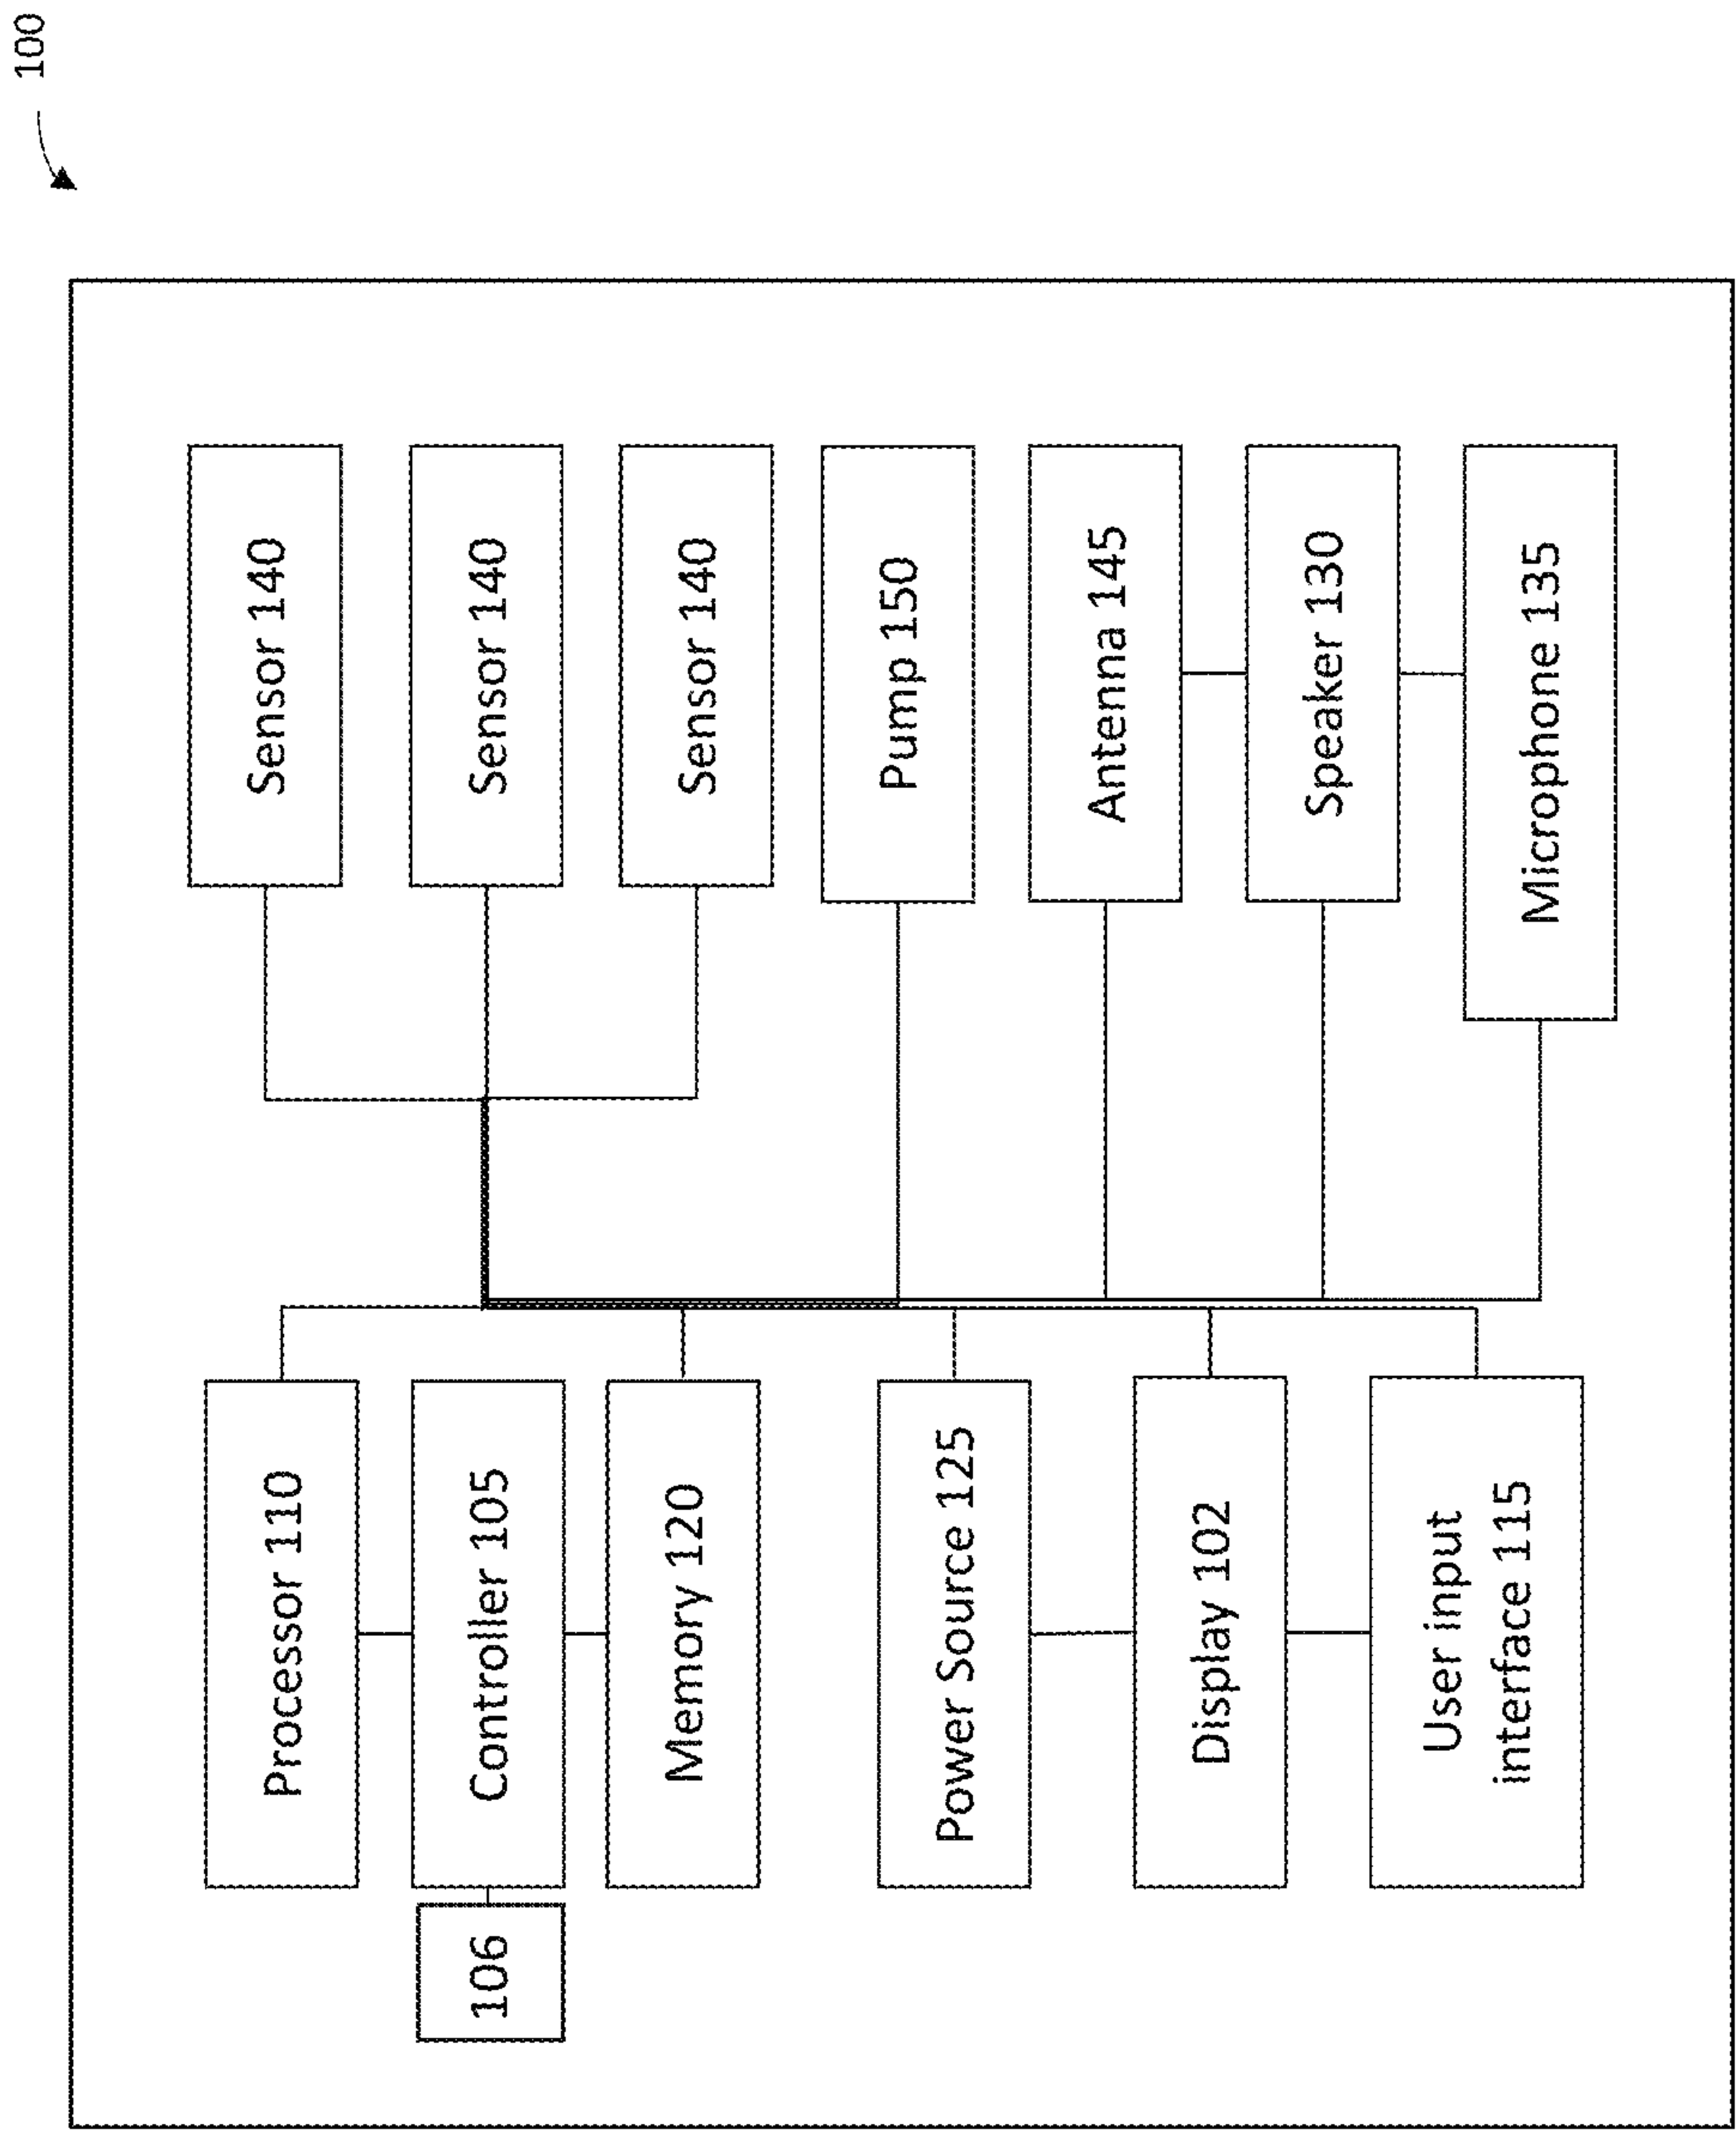 100
Sensor 140
Sensor 140
Sensor 140
Pump 150
Antenna 145
Speaker 130
Microphone 135
Processor 110
Controller 105
106
Memory 120
Power Source 125
Display 102
User input
interface 115